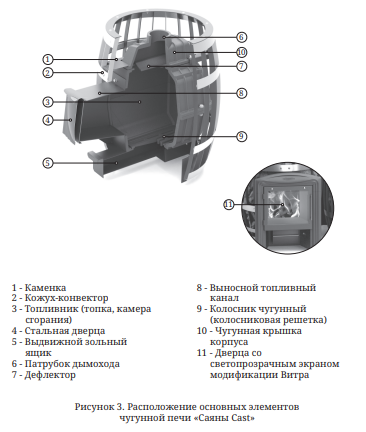 6
10
1
7
2
8
3
4
9
5
11
1 - Каменка
2 - Кожух-конвектор
3 - Топливник (топка, камера
сгорания)
4 - Стальная дверца
5 - Выдвижной зольный
ящик
6 - Патрубок дымохода
7 - Дефлектор
8 - Выносной топливный
канал
9 - Колосник чугунный
(колосниковая решетка)
10 - Чугунная крышка
корпуса
11 - Дверца со
светопрозрачным экраном
модификации Витра
Рисунок 3. Расположение основных элементов
чугунной печи «Саяны Cast»